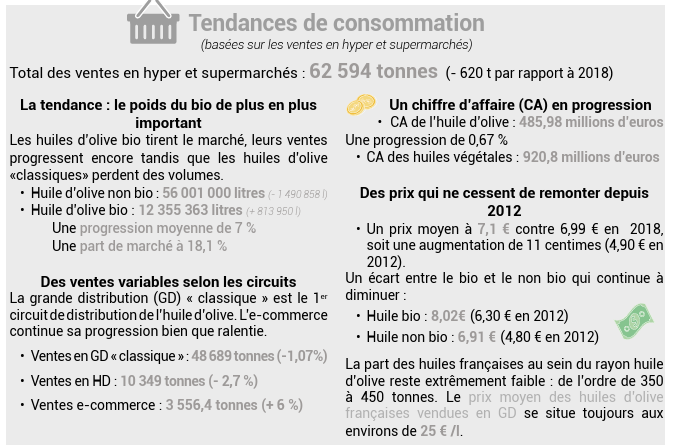 Tendances de consommation
(basées sur les ventes en hyper et supermarchés)
Total des ventes en hyper et supermarchés : 62 594 tonnes (- 620 t par rapport à 2018)
La tendance : le poids du bio de plus en plus
important
Les huiles d'olive bio tirent le marché, leurs ventes
progressent encore tandis que les huiles d'olive
«classiques» perdent des volumes.
• Huile d'olive non bio : 56 001 000 litres (- 1 490 858 l)
• Huile d'olive bio : 12 355 363 litres (+ 813 950 l)
Une progression moyenne de 7 %
Une part de marché à 18,1 %
Des ventes variables selon les circuits
La grande distribution (GD) « classique » est le 1er
circuit de distribution de l'huile d'olive. L'e-commerce
continue sa progression bien que ralentie.
• Ventes en GD « classique » : 48 689 tonnes (-1,07%)
• Ventes en HD : 10 349 tonnes (- 2,7 %)
• Ventes e-commerce : 3 556,4 tonnes (+ 6 %)
Un chiffre d'affaire (CA) en progression
• CA de l'huile d'olive : 485,98 millions d'euros
Une progression de 0,67 %
• CA des huiles végétales : 920,8 millions d'euros
Des prix qui ne cessent de remonter depuis
2012
• Un prix moyen à 7,1 € contre 6,99 € en 2018,
soit une augmentation de 11 centimes (4,90 € en
2012).
Un écart entre le bio et le non bio qui continue à
diminuer :
• Huile bio : 8,02€ (6,30 € en 2012)
• Huile non bio : 6,91 € (4,80 € en 2012)
La part des huiles françaises au sein du rayon huile
d'olive reste extrêmement faible : de l'ordre de 350
à 450 tonnes. Le prix moyen des huiles d'olive
françaises vendues en GD se situe toujours aux
environs de 25 € /l.